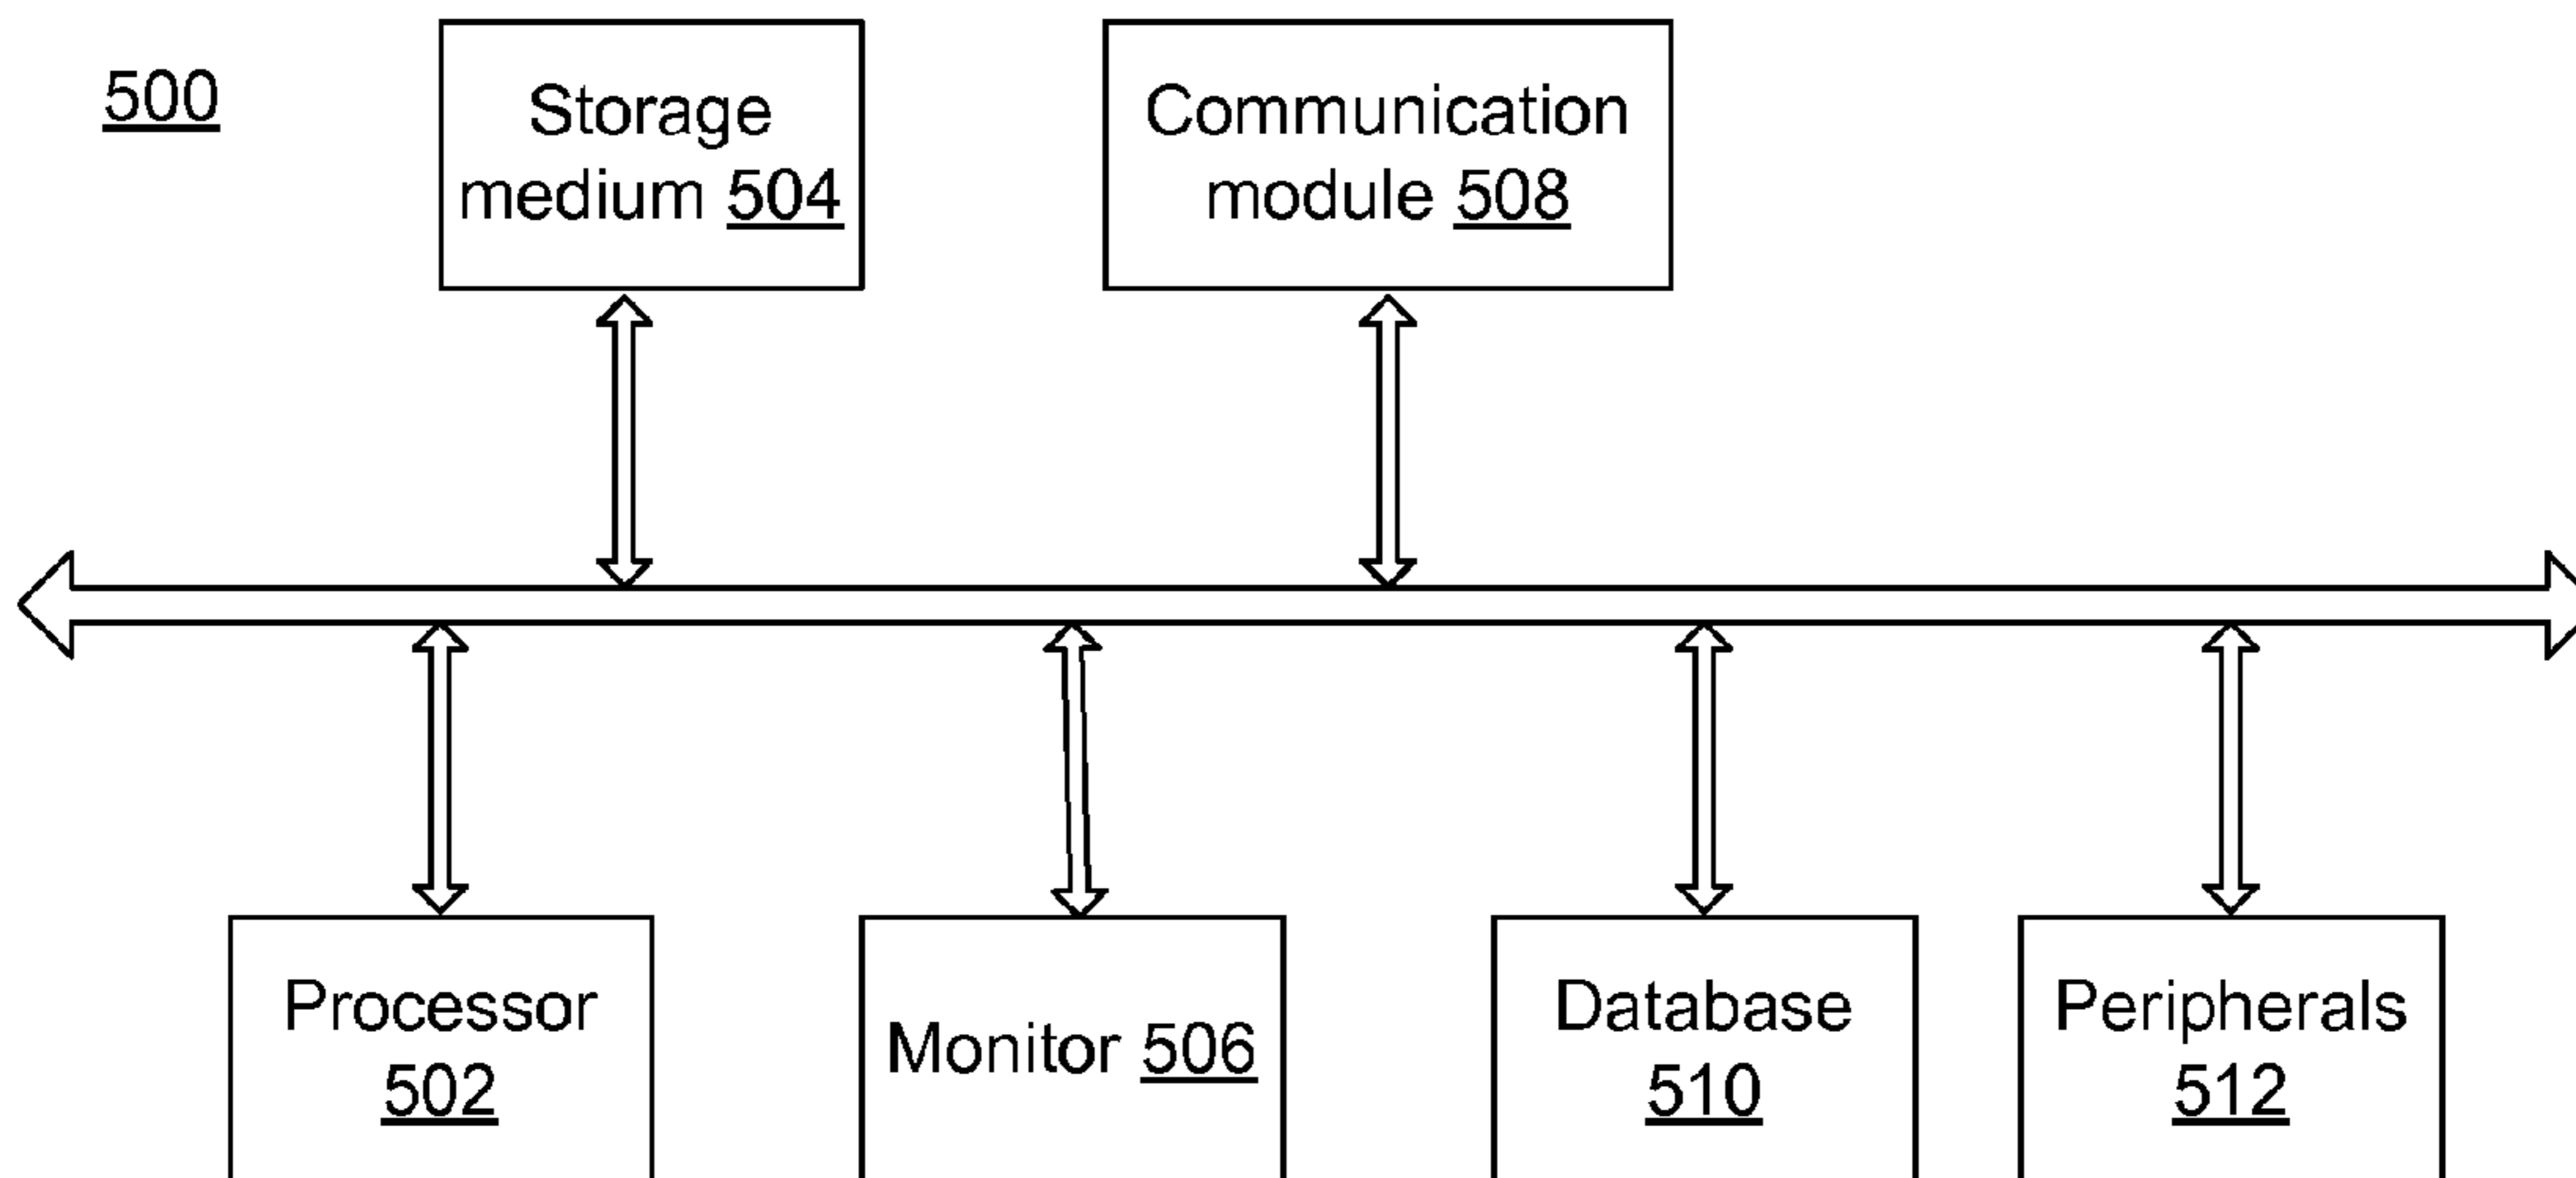 500
Storage
medium 504
Communication
module 508
Processor
502
Monitor 506
Database
510
Peripherals
512